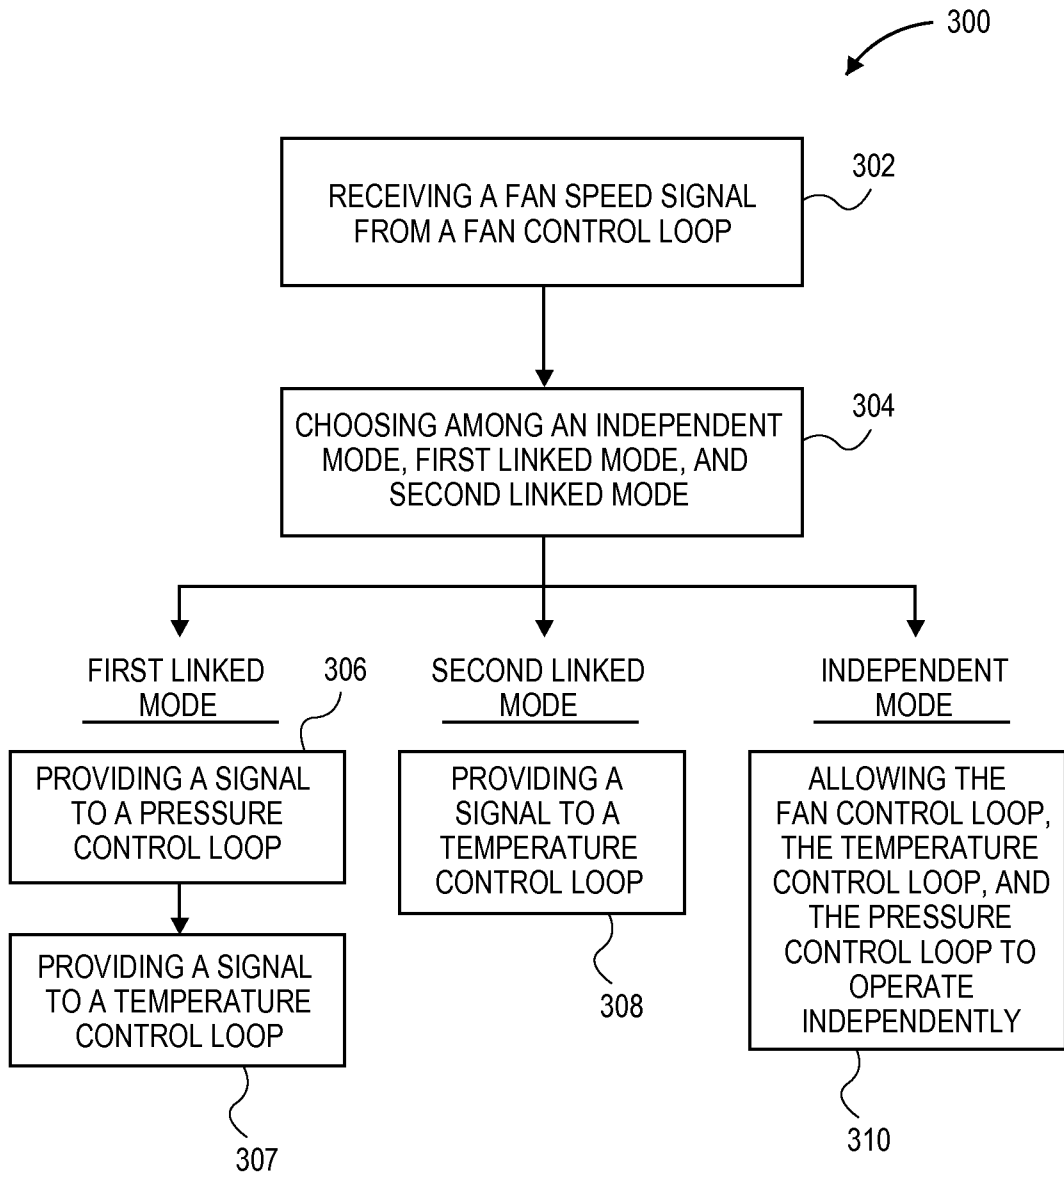 300
302
RECEIVING A FAN SPEED SIGNAL
FROM A FAN CONTROL LOOP
304
CHOOSING AMONG AN INDEPENDENT
MODE, FIRST LINKED MODE, AND
SECOND LINKED MODE
FIRST LINKED
MODE
306
PROVIDING A SIGNAL
TO A PRESSURE
CONTROL LOOP
PROVIDING A SIGNAL
TO A TEMPERATURE
CONTROL LOOP
307
SECOND LINKED
MODE
PROVIDING A
SIGNAL TO A
TEMPERATURE
CONTROL LOOP
308
INDEPENDENT
MODE
ALLOWING THE
FAN CONTROL LOOP,
THE TEMPERATURE
CONTROL LOOP, AND
THE PRESSURE
CONTROL LOOP TO
OPERATE
INDEPENDENTLY
310